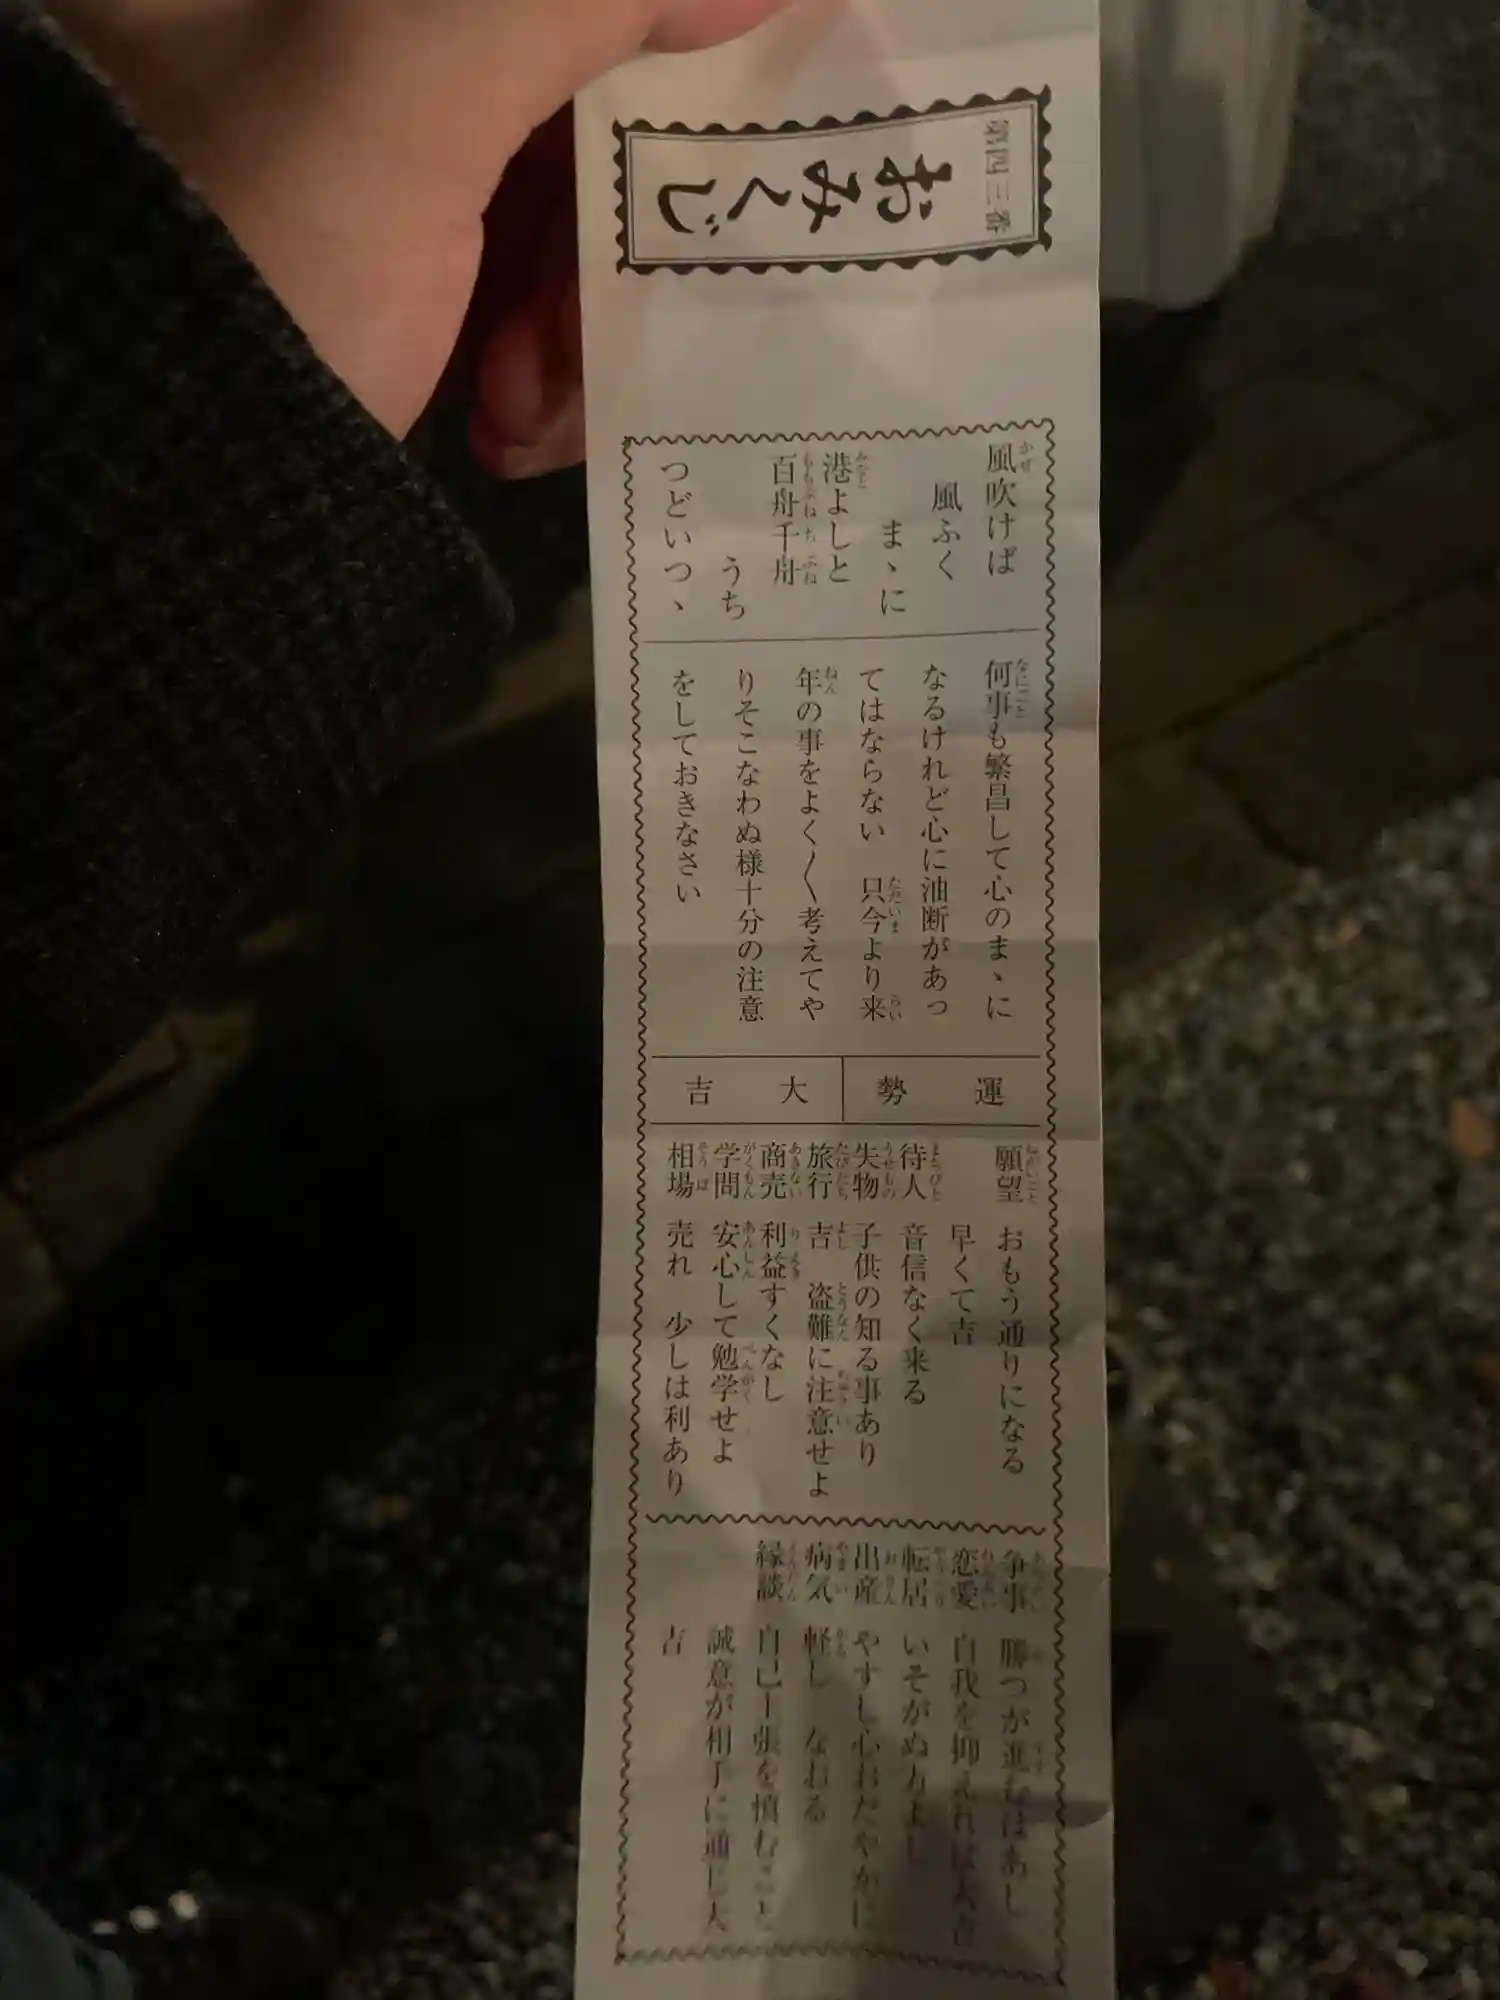 第四三番
おみくじ
風吹けば
風ふく
まゝに
港よしと
百舟千舟
うち
つどいつゝ
何事も繁昌して心のまゝに
なるけれど心に油断があっ
てはならない 只今より来
年の事をよく〱考えてや
りそこなわぬ様十分の注意
をしておきなさい
運勢 大吉
願望 おもう通りになる
早くて吉
待人 音信なく来る
失物 子供の知る事あり
旅行 吉 盗難に注意せよ
商売 利益すくなし
学問 安心して勉学せよ
相場 売れ 少しは利あり
争事 勝つが進むはあし
恋愛 自我を抑えれば大吉
転居 いそがぬ方よし
出産 やすし心おだやかに
病気 軽し なおる
縁談 自己主張を慎むこと
誠意が相手に通じ大
吉